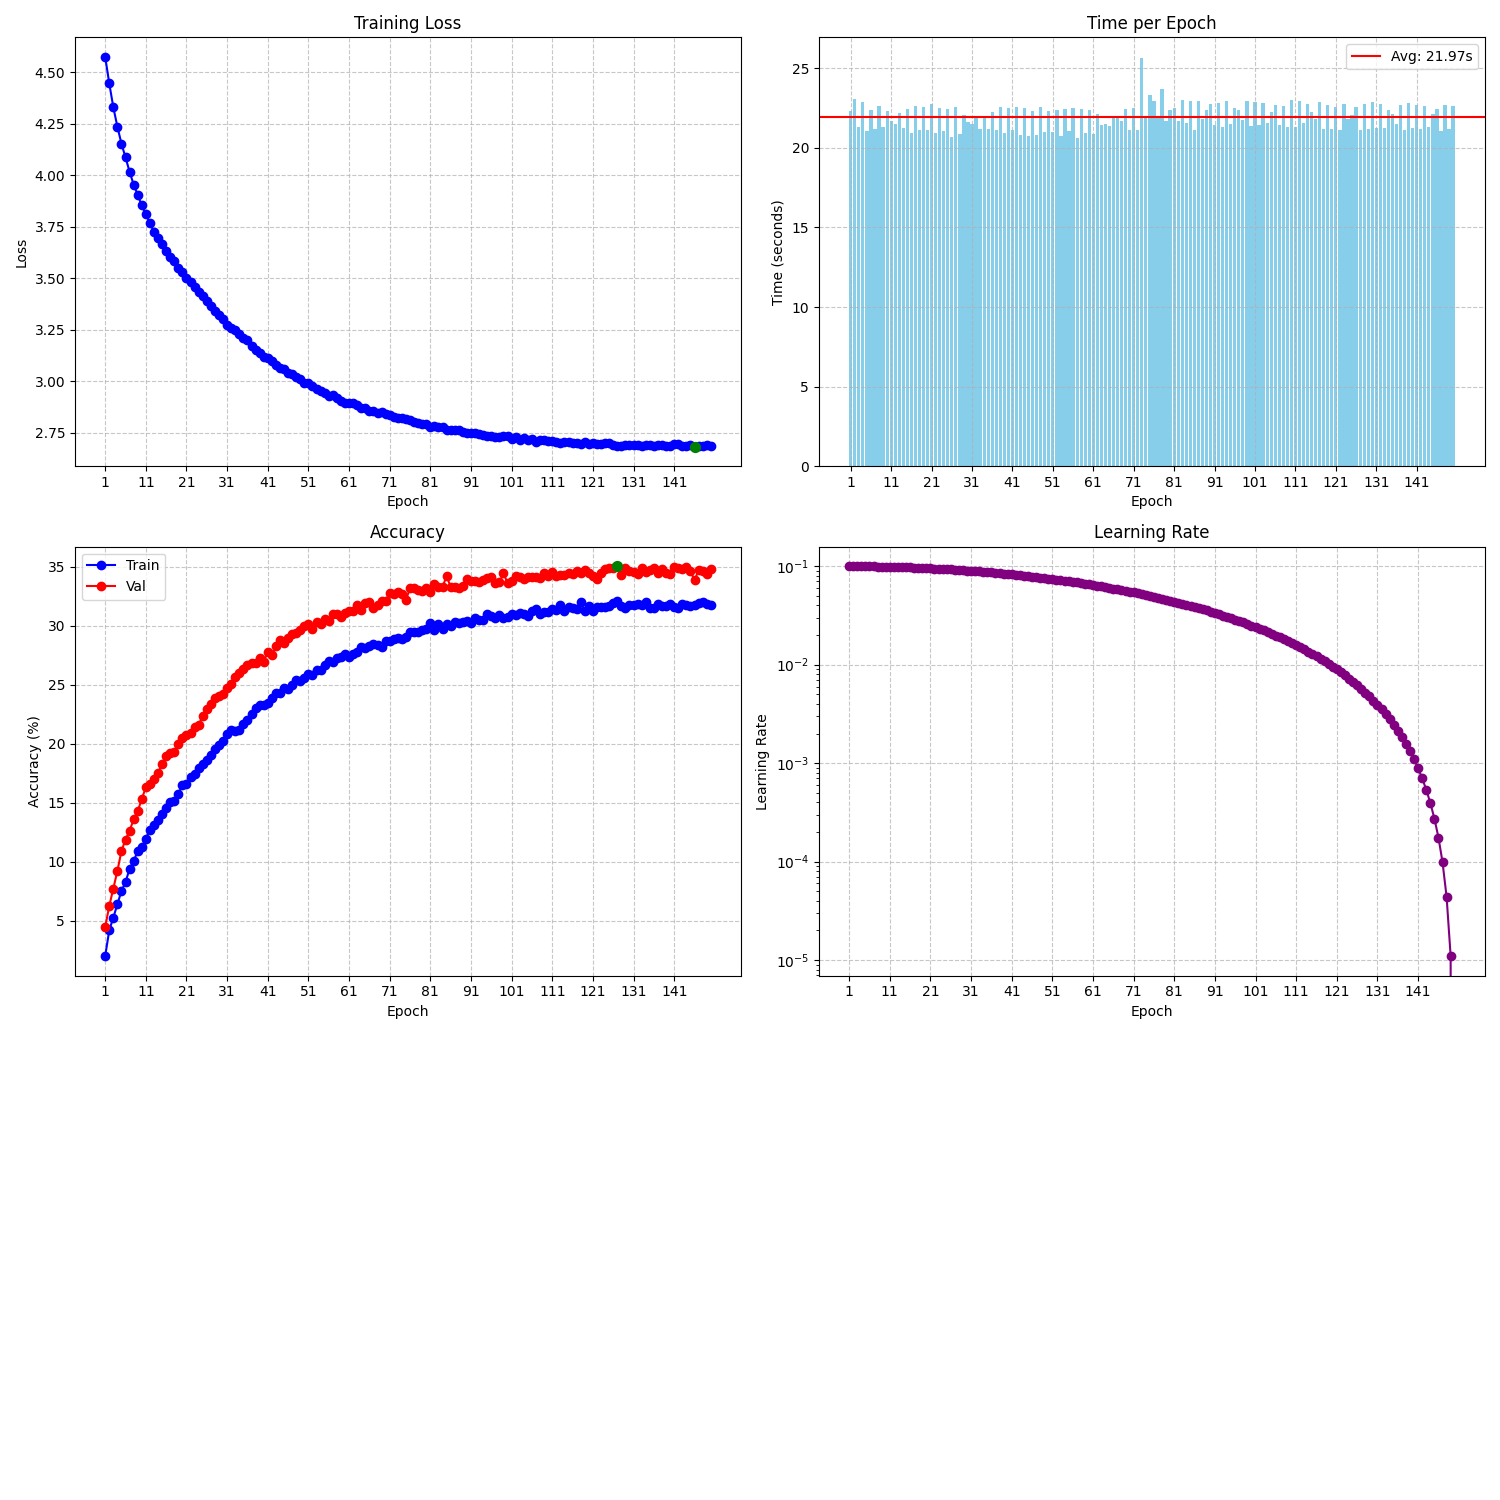 Training Loss
4.50
4.25
4.00
3.75
3.50
3.25
3.00
2.75
Loss
1 11 21 31 41 51 61 71 81 91 101 111 121 131 141
Epoch
Time per Epoch
Avg: 21.97s
25
20
15
10
5
0
Time (seconds)
1 11 21 31 41 51 61 71 81 91 101 111 121 131 141
Epoch
Accuracy
Train
Val
35
30
25
20
15
10
5
Accuracy (%)
1 11 21 31 41 51 61 71 81 91 101 111 121 131 141
Epoch
Learning Rate
10⁻¹
10⁻²
10⁻³
10⁻⁴
10⁻⁵
Learning Rate
1 11 21 31 41 51 61 71 81 91 101 111 121 131 141
Epoch